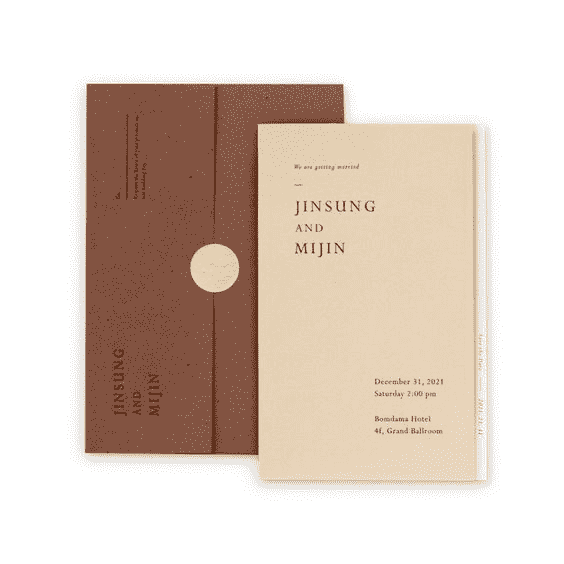 To.
JINSUNG
AND
MIJIN
We are getting married
JINSUNG
AND
MIJIN
December 31, 2021
Saturday 2:00 pm
Bomdama Hotel
4f, Grand Ballroom